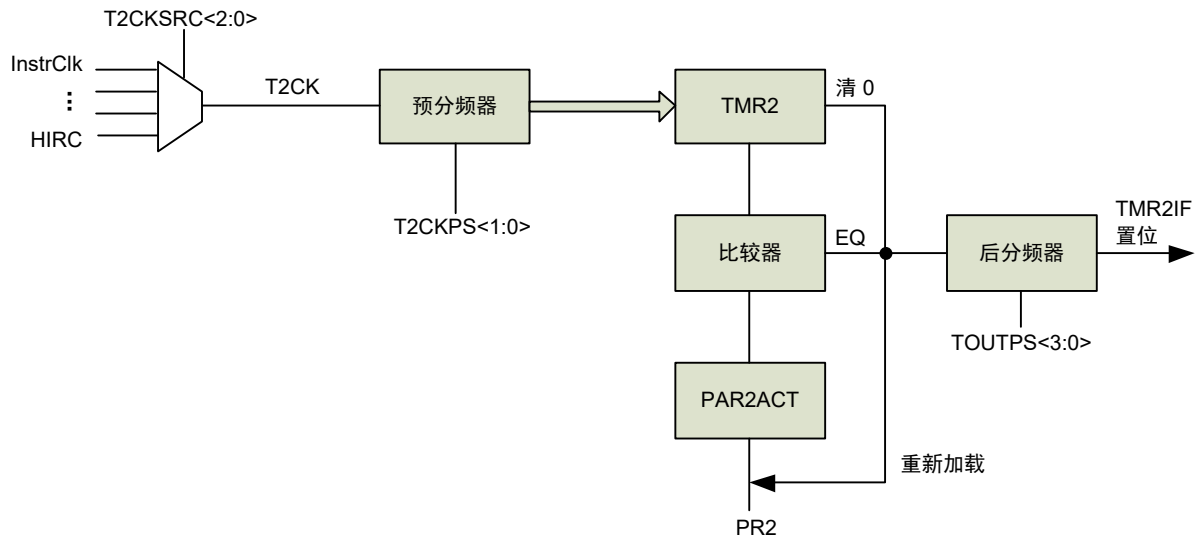 T2CKSRC<2:0>
InstrClk
⋮
HIRC
T2CK
预分频器
T2CKPS<1:0>
TMR2
清 0
比较器
EQ
后分频器
TMR2IF
置位
TOUTPS<3:0>
PAR2ACT
重新加载
PR2